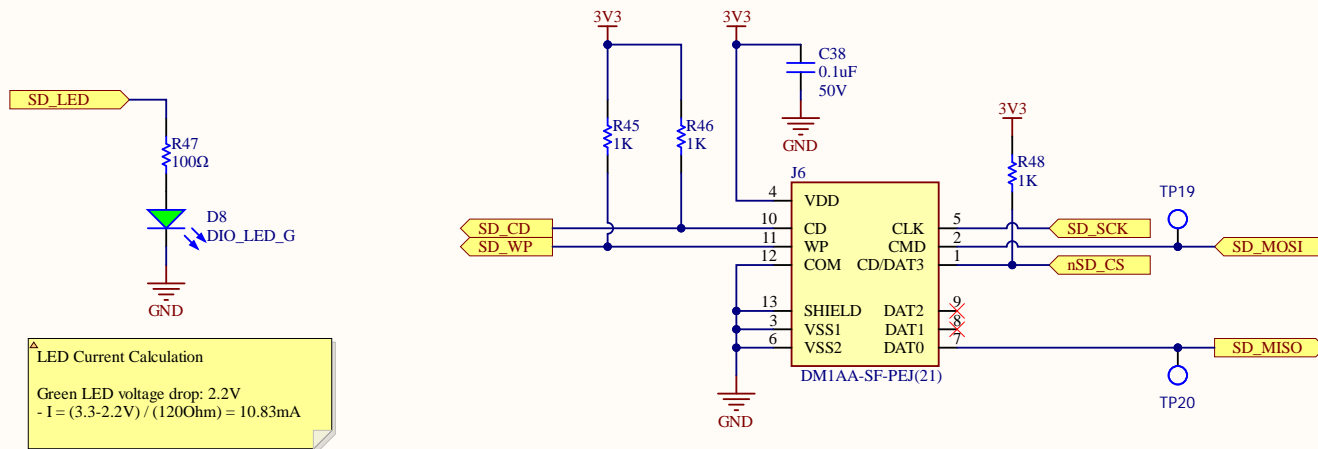 SD_LED
R47
100Ω
D8
DIO_LED_G
GND
LED Current Calculation
Green LED voltage drop: 2.2V
- I = (3.3-2.2V) / (120Ohm) = 10.83mA
3V3
3V3
C38
0.1uF
50V
GND
R45
1K
R46
1K
3V3
R48
1K
J6
TP19
4 VDD
SD_CD 10 CD CLK 5 SD_SCK
SD_WP 11 WP CMD 2 SD_MOSI
12 COM CD/DAT3 1 nSD_CS
13 SHIELD DAT2 9
3 VSS1 DAT1 8
6 VSS2 DAT0 7 SD_MISO
DM1AA-SF-PEJ(21)
TP20
GND